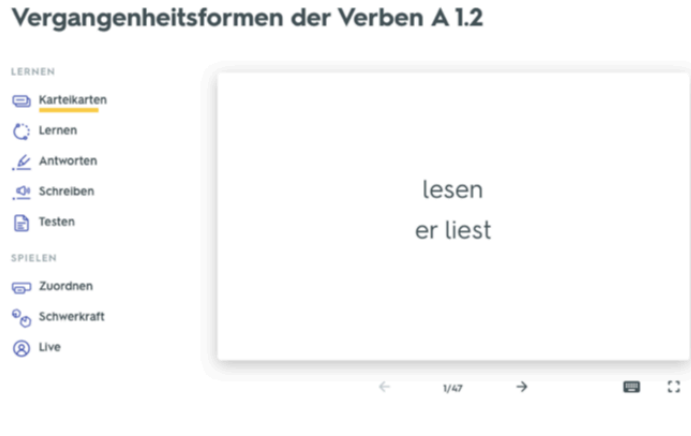 Vergangenheitsformen der Verben A 1.2
LERNEN
Karteikarten
Lernen
Antworten
Schreiben
Testen
SPIELEN
Zuordnen
Schwerkraft
Live
lesen
er liest
1/47